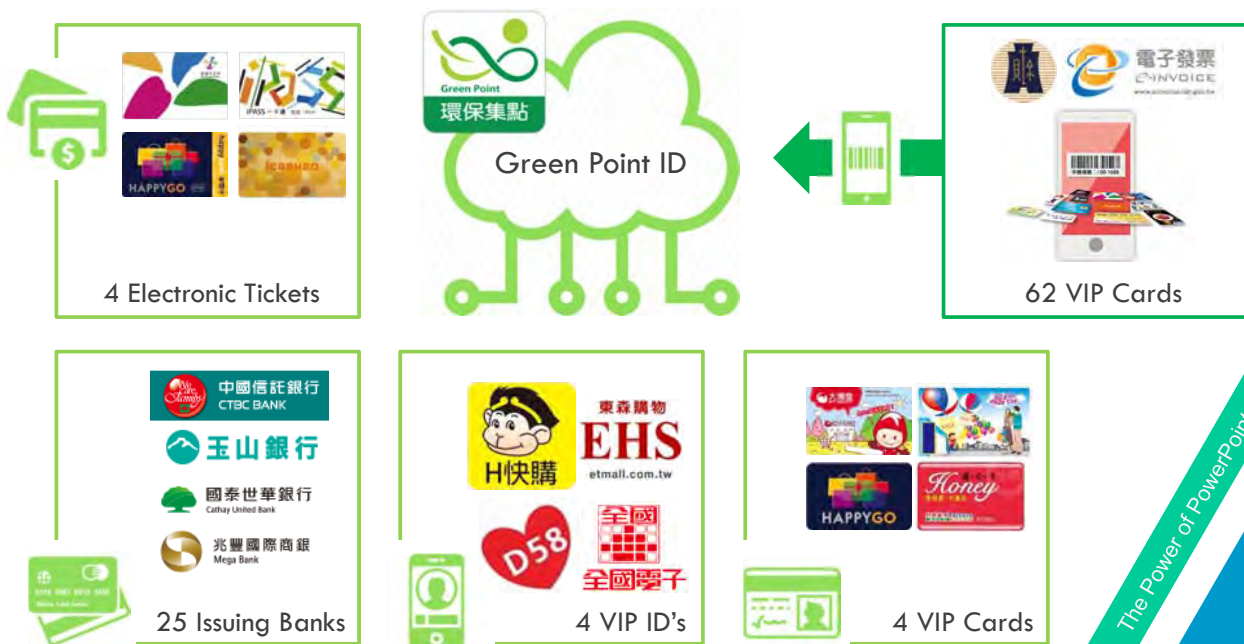 HAPPYGO
4 Electronic Tickets
Green Point
環保集點
Green Point ID
電子發票
e-INVOICE
62 VIP Cards
中國信託銀行
CTBC BANK
玉山銀行
國泰世華銀行
Cathay United Bank
兆豐國際商銀
Mega Bank
25 Issuing Banks
H快購
東森購物
EHS
etmall.com.tw
D58
全國
全國電子
4 VIP ID's
HAPPYGO
Honey
4 VIP Cards
The Power of PowerPoint